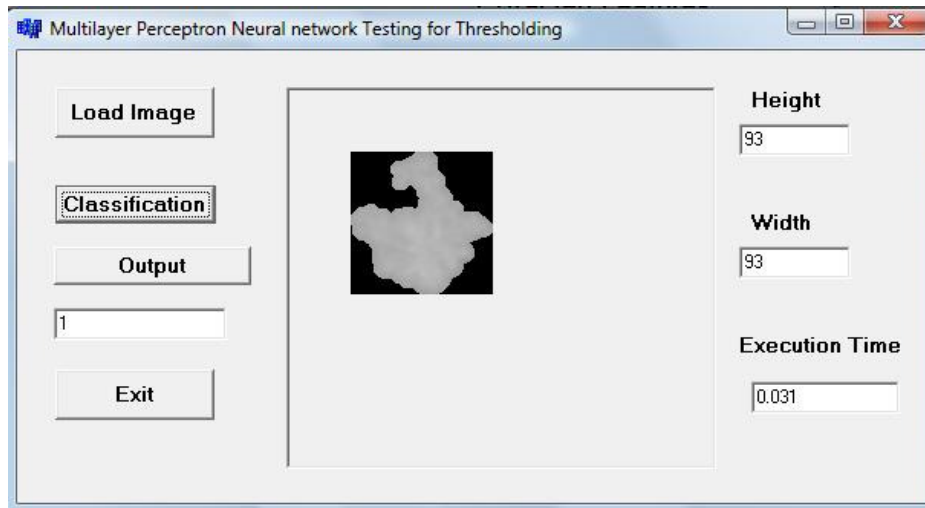 Multilayer Perceptron Neural network Testing for Thresholding
Load Image
Classification
Output
1
Exit
Height
93
Width
93
Execution Time
0.031